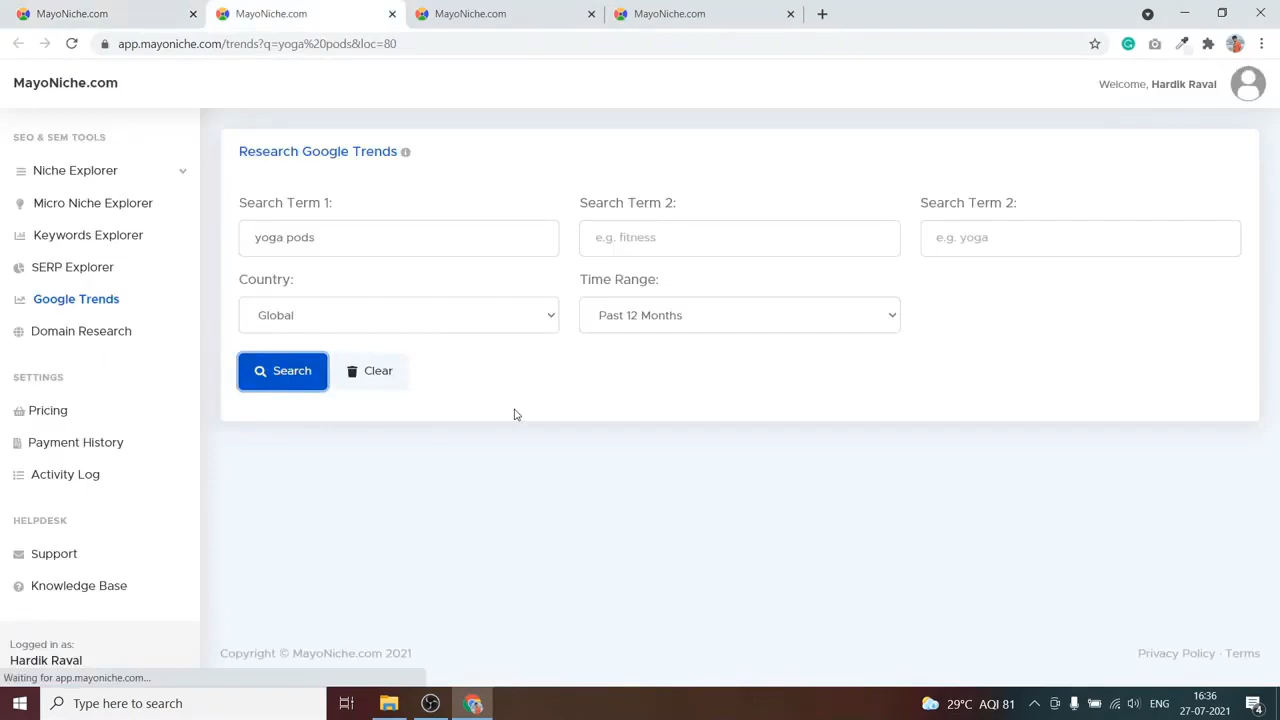 MayoNiche.com
MayoNiche.com
MayoNiche.com
MayoNiche.com
app.mayoniche.com/trends?q=yoga%20pods&loc=80
MayoNiche.com
Welcome, Hardik Raval
SEO & SEM TOOLS
Niche Explorer
Micro Niche Explorer
Keywords Explorer
SERP Explorer
Google Trends
Domain Research
SETTINGS
Pricing
Payment History
Activity Log
HELPDESK
Support
Knowledge Base
Logged in as:
Hardik Raval
Waiting for app.mayoniche.com...
Research Google Trends
Search Term 1:
Search Term 2:
Search Term 2:
yoga pods
e.g. fitness
e.g. yoga
Country:
Time Range:
Global
Past 12 Months
Search
Clear
Copyright © MayoNiche.com 2021
Privacy Policy · Terms
Type here to search
29°C AQI 81
ENG
16:36
27-07-2021
4